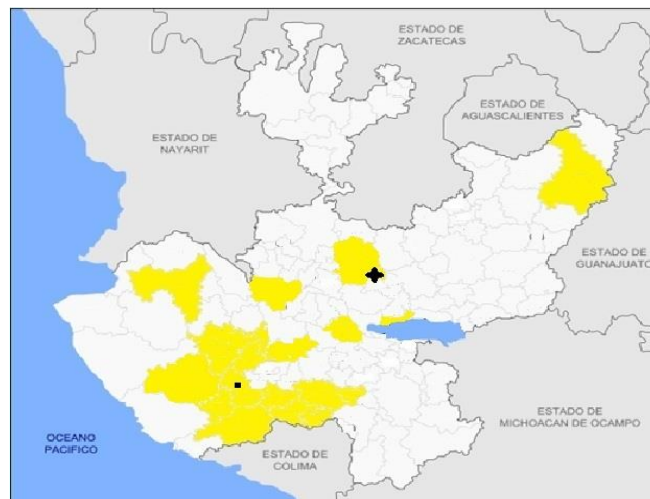 ESTADO DE
ZACATECAS
ESTADO DE
AGUASCALIENTES
ESTADO DE
NAYARIT
ESTADO DE
GUANAJUATO
ESTADO DE
MICHOACAN DE OCAMPO
OCEANO
PACIFICO
ESTADO DE
COLIMA